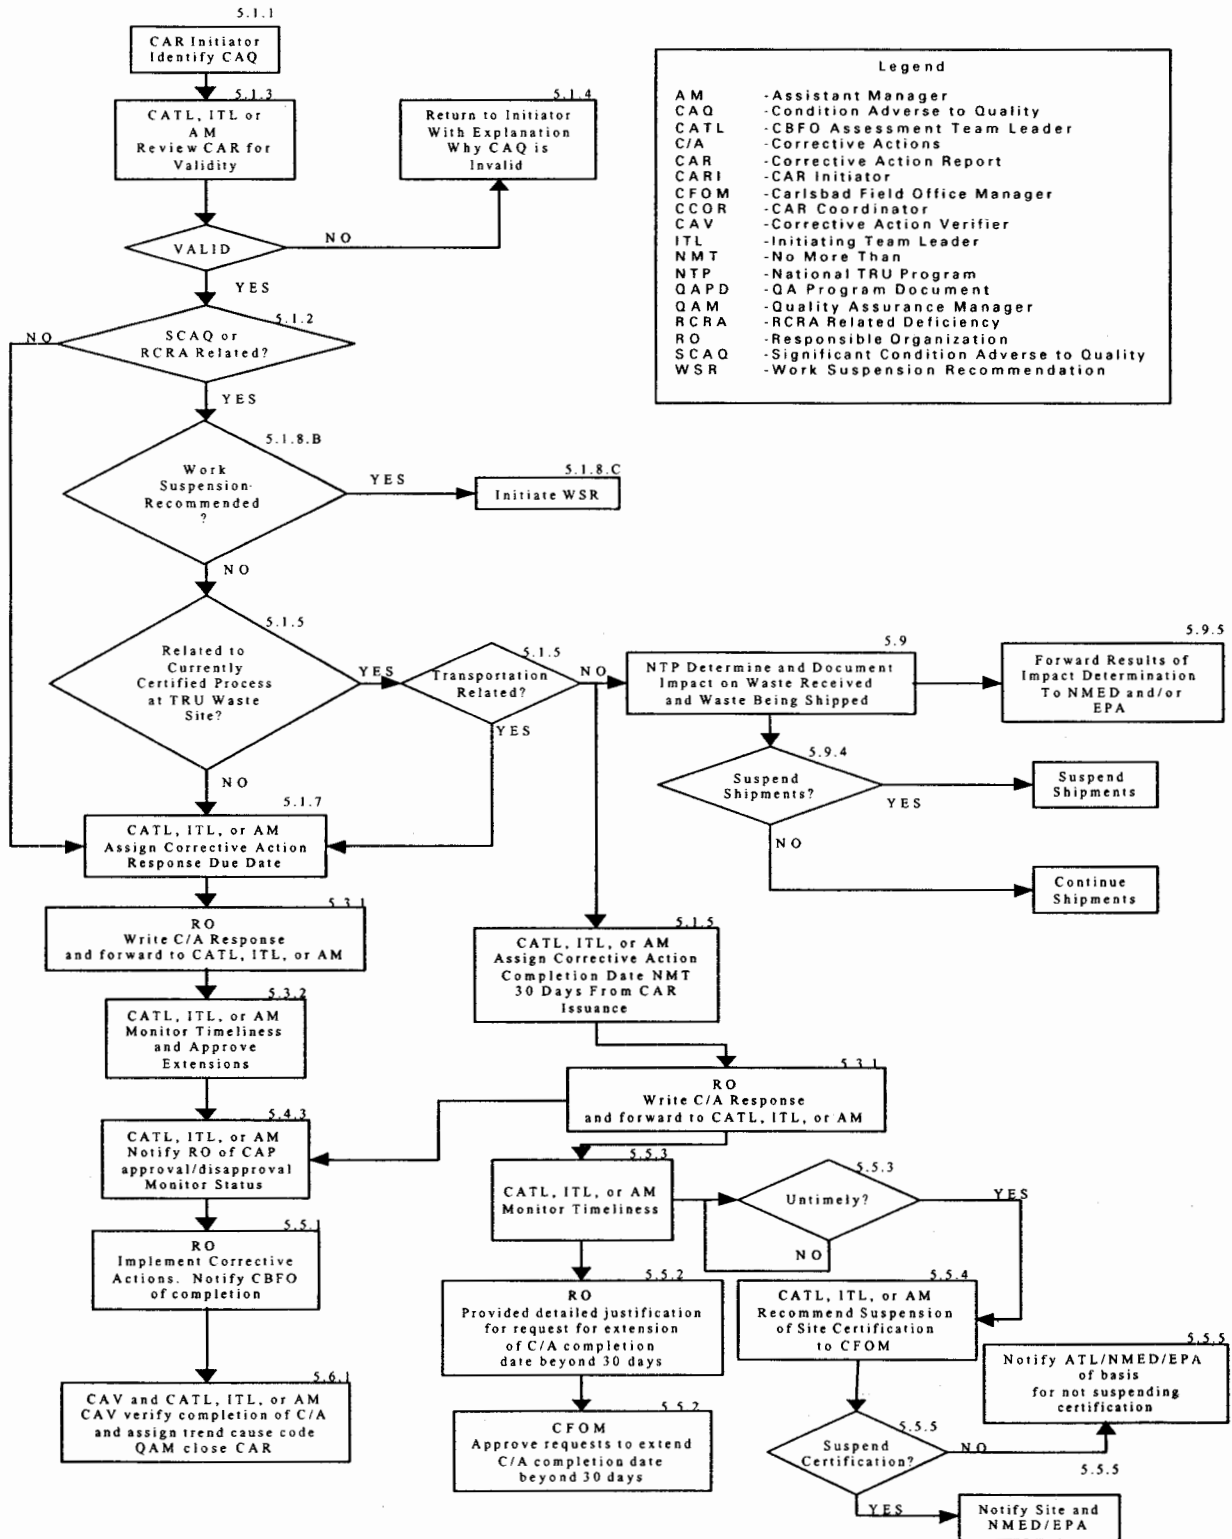 5.1.1
CAR Initiator
Identify CAQ
5.1.3
CATL, ITL or
AM
Review CAR for
Validity
5.1.4
Return to Initiator
With Explanation
Why CAQ is
Invalid
VALID
NO
YES
Legend
AM -Assistant Manager
CAQ -Condition Adverse to Quality
CATL -CBFO Assessment Team Leader
C/A -Corrective Actions
CAR -Corrective Action Report
CARI -CAR Initiator
CFOM -Carlsbad Field Office Manager
CCOR -CAR Coordinator
CAV -Corrective Action Verifier
ITL -Initiating Team Leader
NMT -No More Than
NTP -National TRU Program
QAPD -QA Program Document
QAM -Quality Assurance Manager
RCRA -RCRA Related Deficiency
RO -Responsible Organization
SCAQ -Significant Condition Adverse to Quality
WSR -Work Suspension Recommendation
5.1.2
NO
SCAQ or
RCRA Related?
YES
5.1.8.B
Work
Suspension-
Recommended
?
YES
5.1.8.C
Initiate WSR
NO
5.1.5
Related to
Currently
Certified Process
at TRU Waste
Site?
YES
5.1.5
Transportation
Related?
NO
YES
5.9
NTP Determine and Document
Impact on Waste Received
and Waste Being Shipped
5.9.5
Forward Results of
Impact Determination
To NMED and/or
EPA
5.9.4
Suspend
Shipments?
YES
Suspend
Shipments
NO
Continue
Shipments
NO
5.1.7
CATL, ITL, or AM
Assign Corrective Action
Response Due Date
5.3.1
RO
Write C/A Response
and forward to CATL, ITL, or AM
5.1.5
CATL, ITL, or AM
Assign Corrective Action
Completion Date NMT
30 Days From CAR
Issuance
5.3.2
CATL, ITL, or AM
Monitor Timeliness
and Approve
Extensions
5.3.1
RO
Write C/A Response
and forward to CATL, ITL, or AM
5.4.3
CATL, ITL, or AM
Notify RO of CAP
approval/disapproval
Monitor Status
5.5.3
CATL, ITL, or AM
Monitor Timeliness
5.5.3
Untimely?
YES
NO
5.5.1
RO
Implement Corrective
Actions. Notify CBFO
of completion
5.5.2
RO
Provided detailed justification
for request for extension
of C/A completion
date beyond 30 days
5.5.4
CATL, ITL, or AM
Recommend Suspension
of Site Certification
to CFOM
5.5.5
Notify ATL/NMED/EPA
of basis
for not suspending
certification
5.6.1
CAV and CATL, ITL, or AM
CAV verify completion of C/A
and assign trend cause code
QAM close CAR
5.5.2
CFOM
Approve requests to extend
C/A completion date
beyond 30 days
5.5.5
Suspend
Certification?
NO
5.5.5
YES
Notify Site and
NMED/EPA